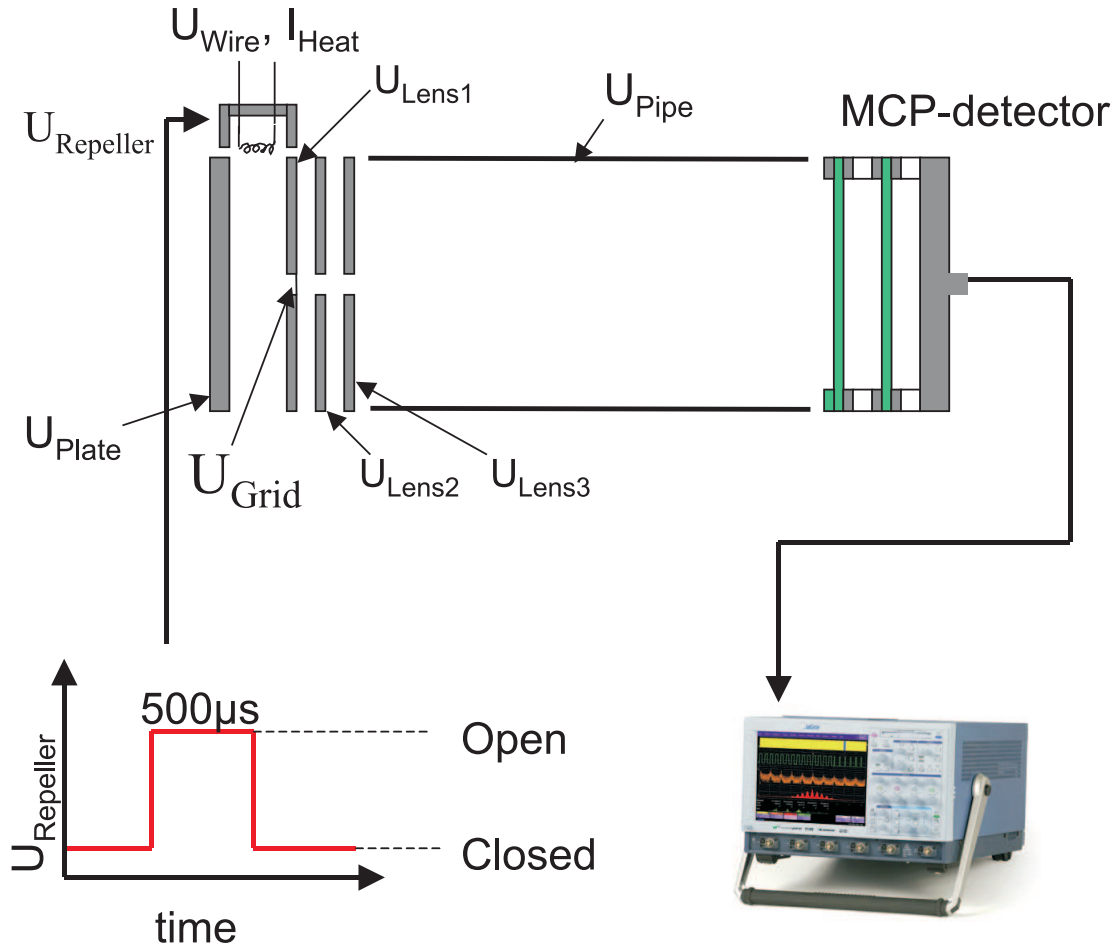 U_Wire, I_Heat
U_Lens1
U_Pipe
MCP-detector
U_Repeller
U_Plate
U_Grid
U_Lens2
U_Lens3
500µs
Open
U_Repeller
Closed
time